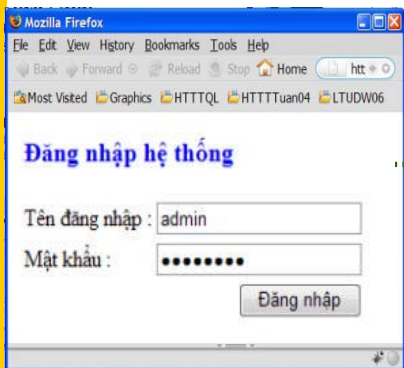 Mozilla Firefox
File Edit View History Bookmarks Tools Help
Back Forward Reload Stop Home htt
Most Visited Graphics HTTTQL HTTTTuan04 LTUDW06
Đăng nhập hệ thống
Tên đăng nhập : admin
Mật khẩu : ••••••••
Đăng nhập